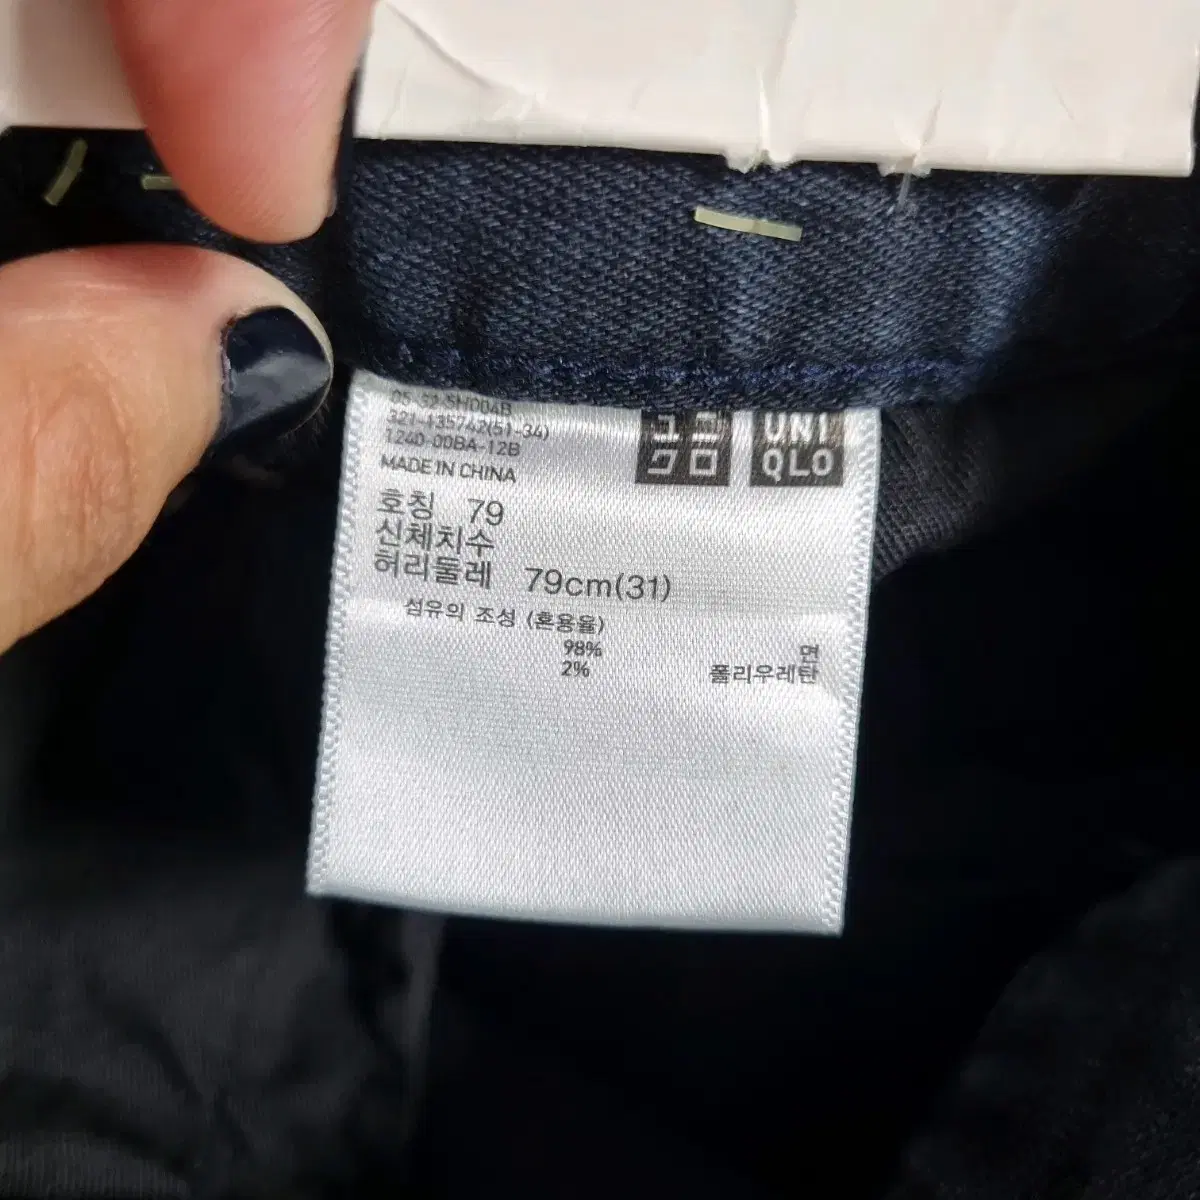 05-53-SH004B
321-135742(51-34)
1240-00BA-12B
MADE IN CHINA
ユニ
クロ
UNI
QLO
호칭 79
신체치수
허리둘레 79cm(31)
섬유의 조성 (혼용율)
98% 면
2% 폴리우레탄